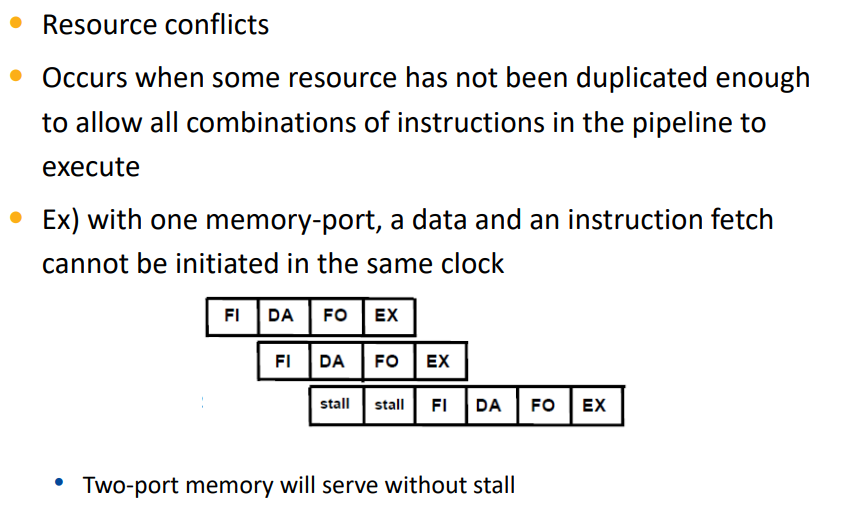 Resource conflicts
Occurs when some resource has not been duplicated enough
to allow all combinations of instructions in the pipeline to
execute
Ex) with one memory-port, a data and an instruction fetch
cannot be initiated in the same clock
FI DA FO EX
FI DA FO EX
stall stall FI DA FO EX
Two-port memory will serve without stall